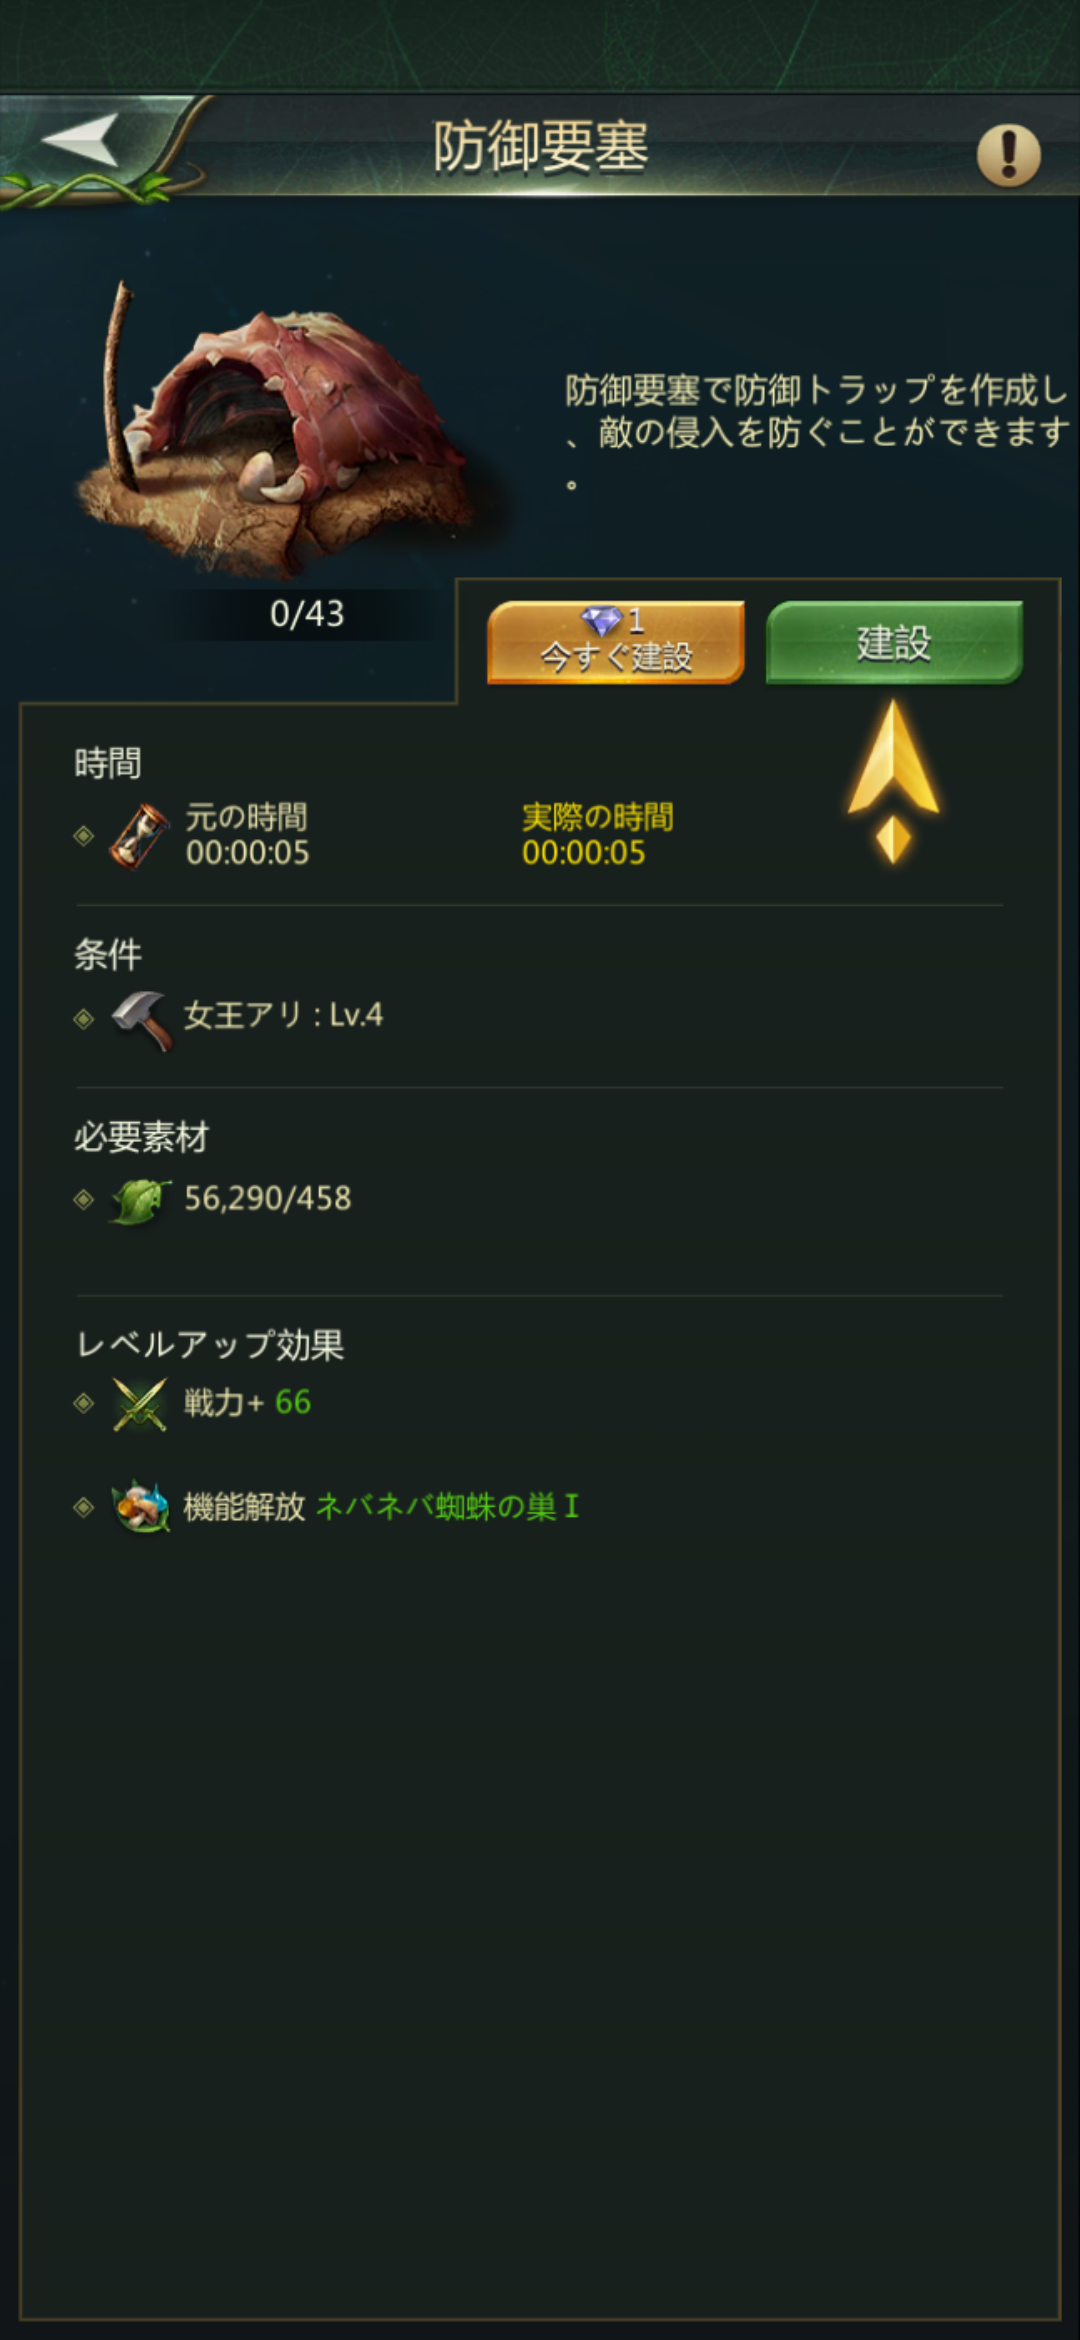 防御要塞
防御要塞で防御トラップを作成し
、敵の侵入を防ぐことができます
。
0/43
1
今すぐ建設
建設
時間
元の時間
00:00:05
実際の時間
00:00:05
条件
女王アリ : Lv.4
必要素材
56,290/458
レベルアップ効果
戦力+ 66
機能解放 ネバネバ蜘蛛の巣 I